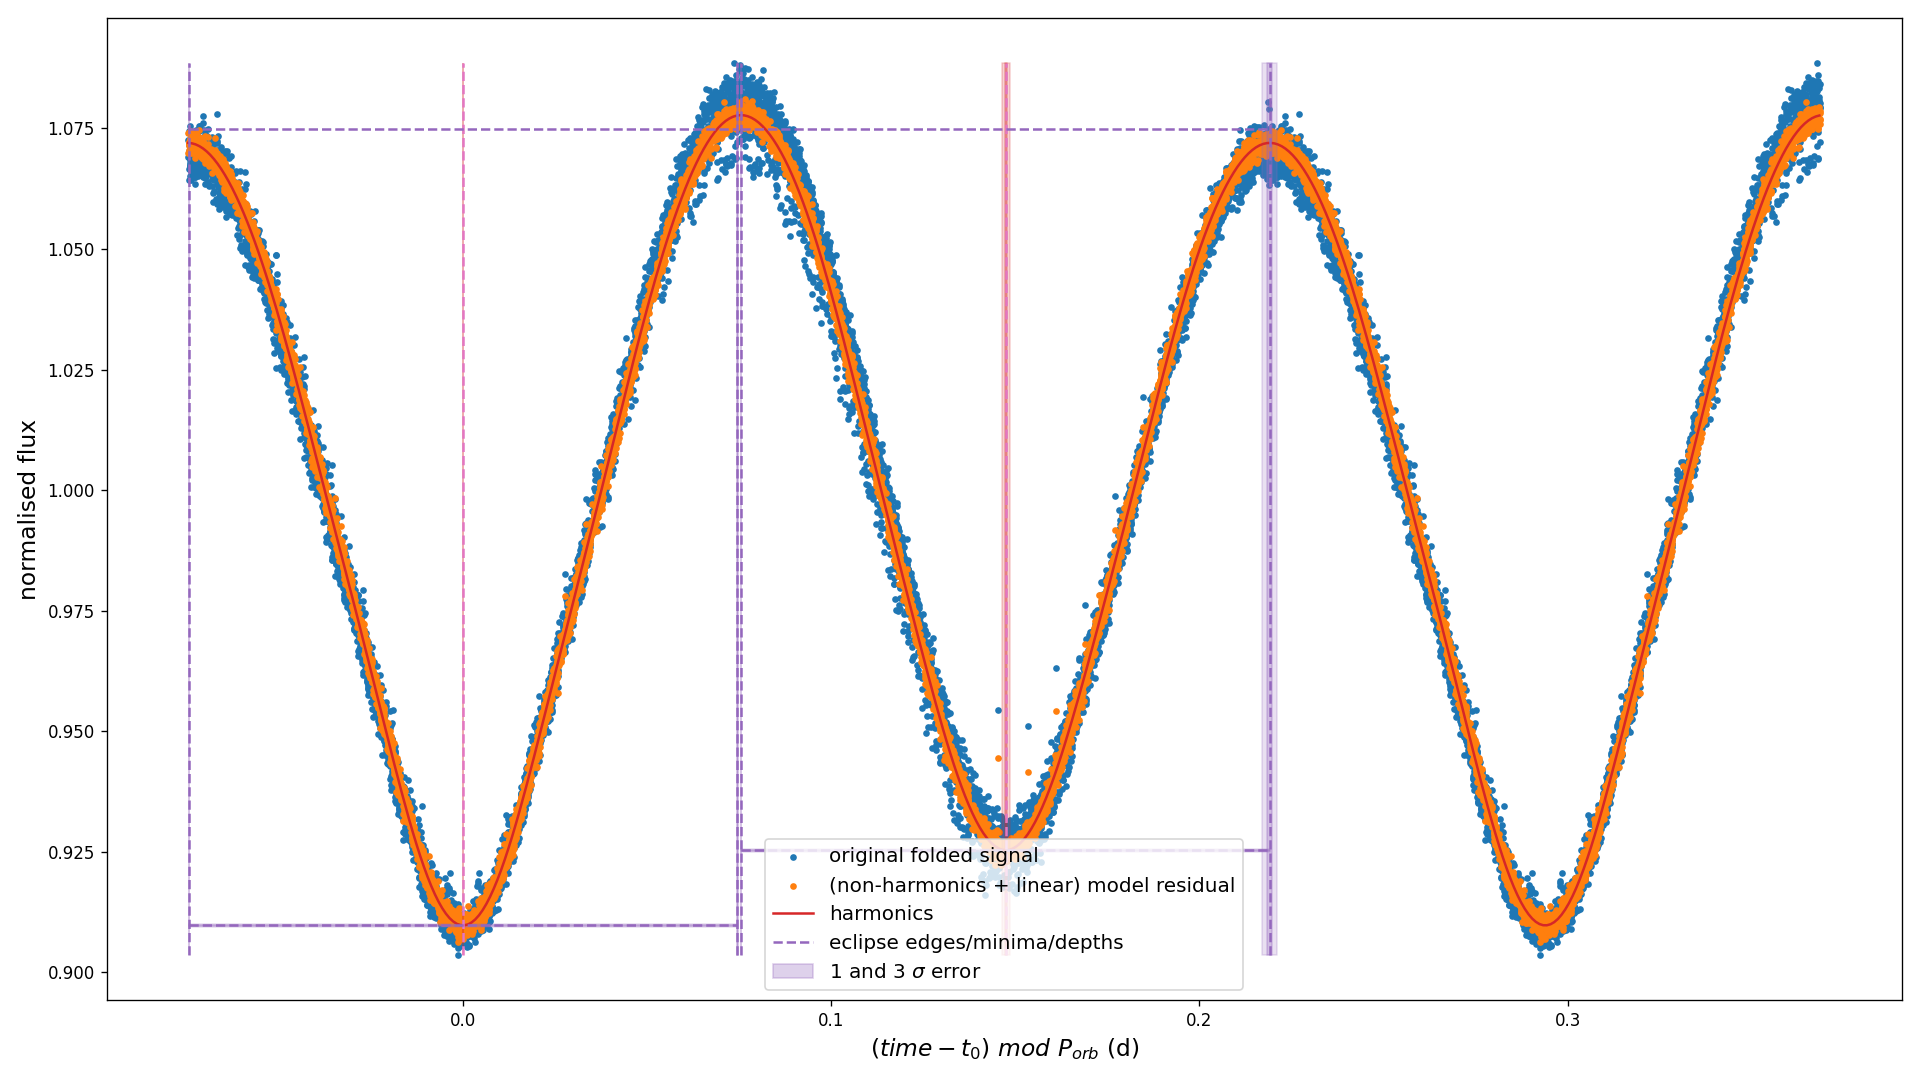 normalised flux
1.075
1.050
1.025
1.000
0.975
0.950
0.925
0.900
original folded signal
(non-harmonics + linear) model residual
harmonics
eclipse edges/minima/depths
1 and 3 σ error
0.0 0.1 0.2 0.3
(time − t₀) mod P_orb (d)